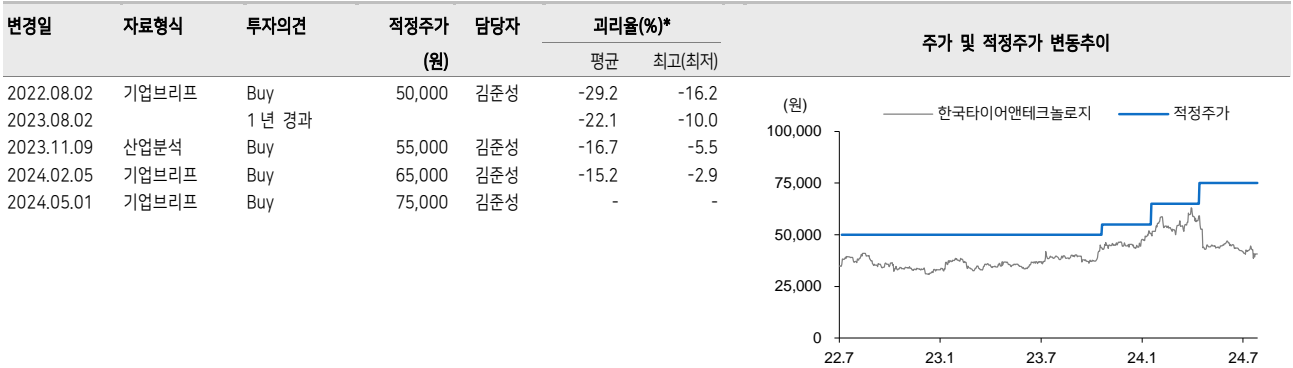 변경일 자료형식 투자의견 적정주가 담당자 괴리율(%)*
(원) 평균 최고(최저)
2022.08.02 기업브리프 Buy 50,000 김준성 -29.2 -16.2
2023.08.02 1년 경과 -22.1 -10.0
2023.11.09 산업분석 Buy 55,000 김준성 -16.7 -5.5
2024.02.05 기업브리프 Buy 65,000 김준성 -15.2 -2.9
2024.05.01 기업브리프 Buy 75,000 김준성 - -
주가 및 적정주가 변동추이
(원) 한국타이어앤테크놀로지 적정주가
100,000
75,000
50,000
25,000
0
22.7 23.1 23.7 24.1 24.7